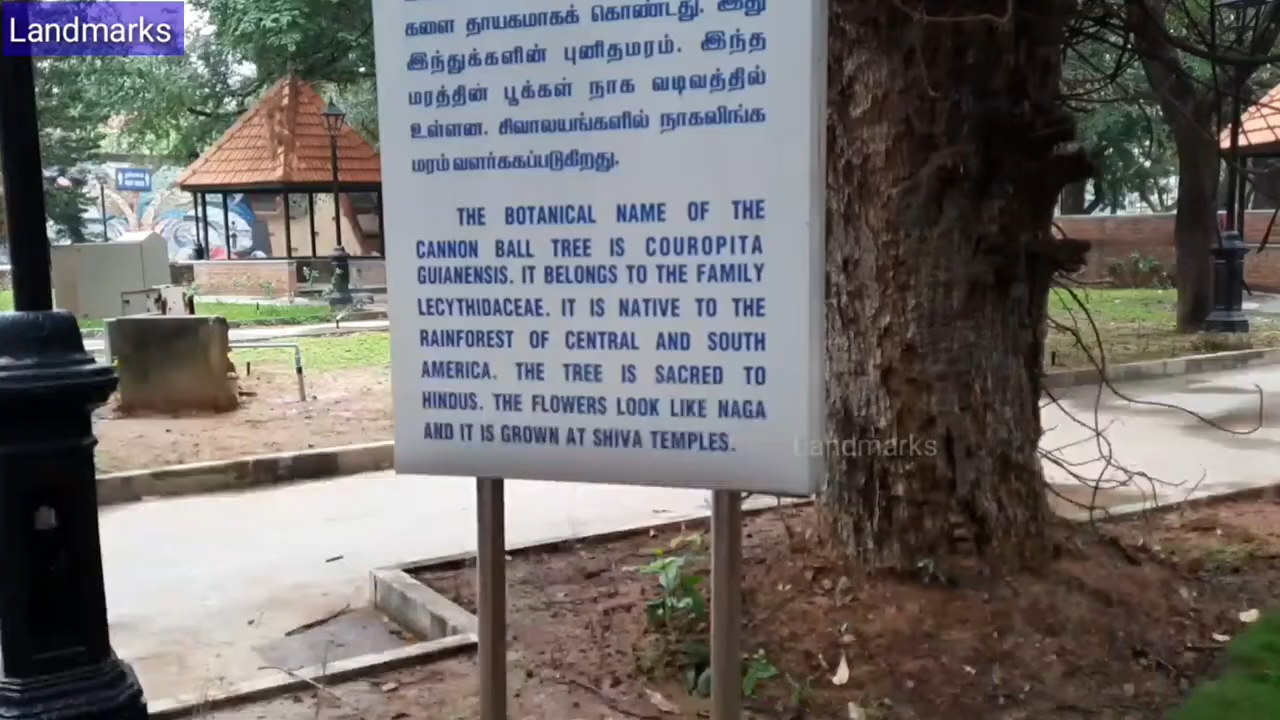 Landmarks
களை தாயகமாகக் கொண்டது. இது
இந்துக்களின் புனிதமரம். இந்த
மரத்தின் பூக்கள் நாக வடிவத்தில்
உள்ளன. சிவாலயங்களில் நாகலிங்க
மரம் வளர்க்கப்படுகிறது.
THE BOTANICAL NAME OF THE
CANNON BALL TREE IS COUROPITA
GUIANENSIS. IT BELONGS TO THE FAMILY
LECYTHIDACEAE. IT IS NATIVE TO THE
RAINFOREST OF CENTRAL AND SOUTH
AMERICA. THE TREE IS SACRED TO
HINDUS. THE FLOWERS LOOK LIKE NAGA
AND IT IS GROWN AT SHIVA TEMPLES.
Landmarks